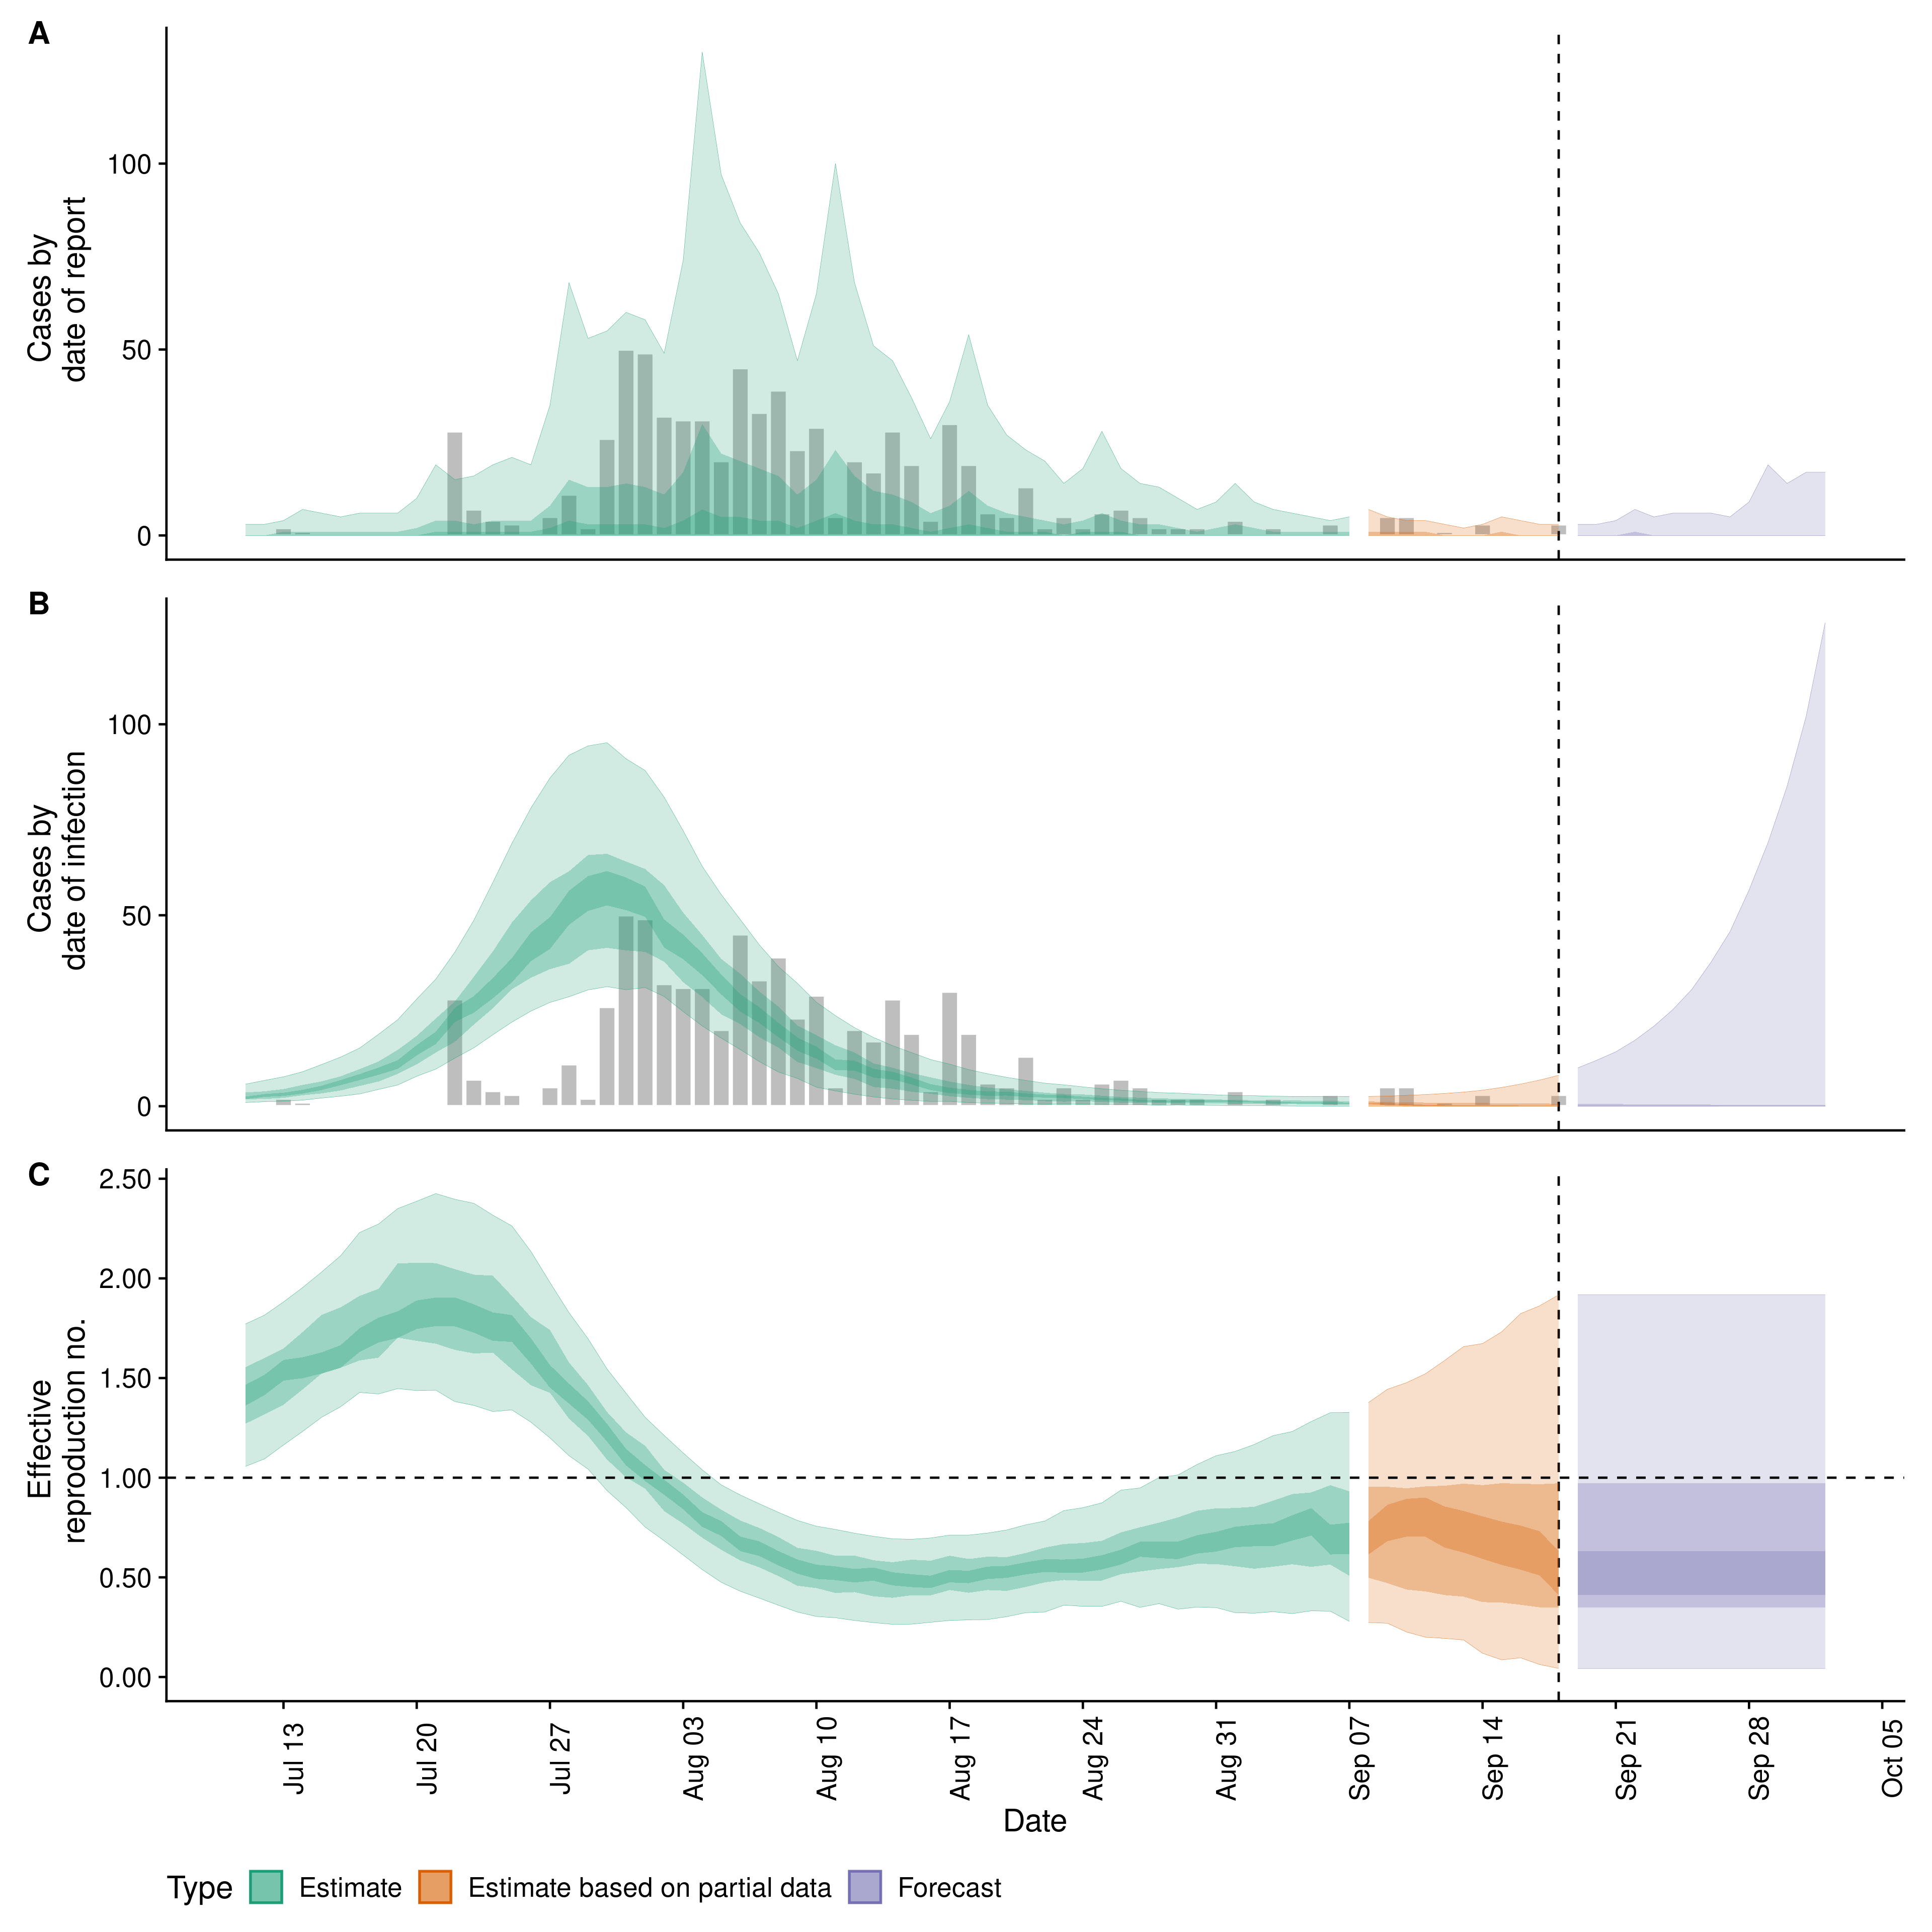 A
Cases by
date of report
100
50
0
B
Cases by
date of infection
100
50
0
C
Effective
reproduction no.
2.50
2.00
1.50
1.00
0.50
0.00
Jul 13
Jul 20
Jul 27
Aug 03
Aug 10
Aug 17
Aug 24
Aug 31
Sep 07
Sep 14
Sep 21
Sep 28
Oct 05
Date
Type
Estimate
Estimate based on partial data
Forecast